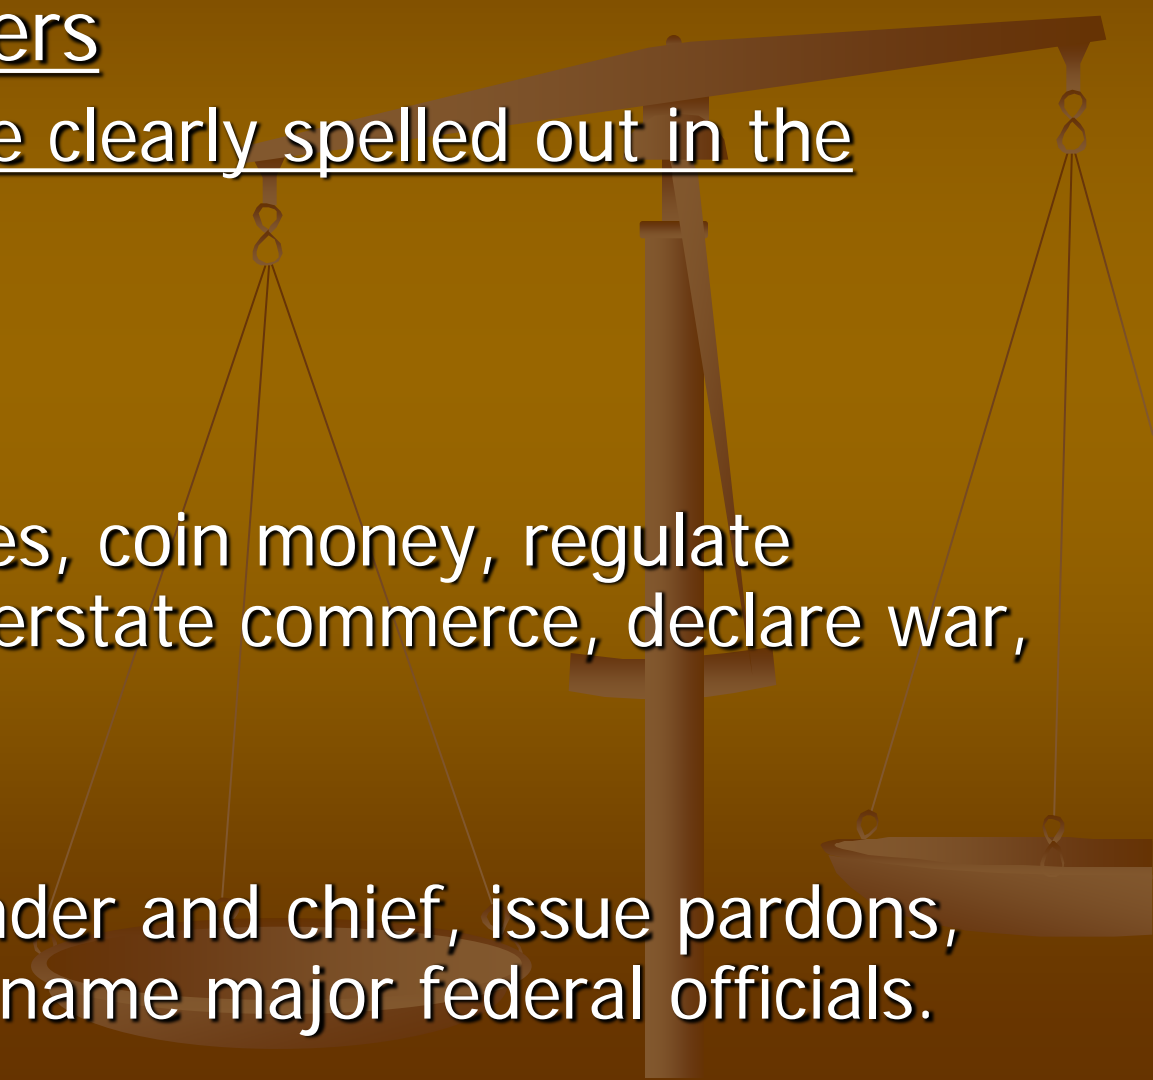 ers
e clearly spelled out in the
es, coin money, regulate
erstate commerce, declare war,
der and chief, issue pardons,
name major federal officials.